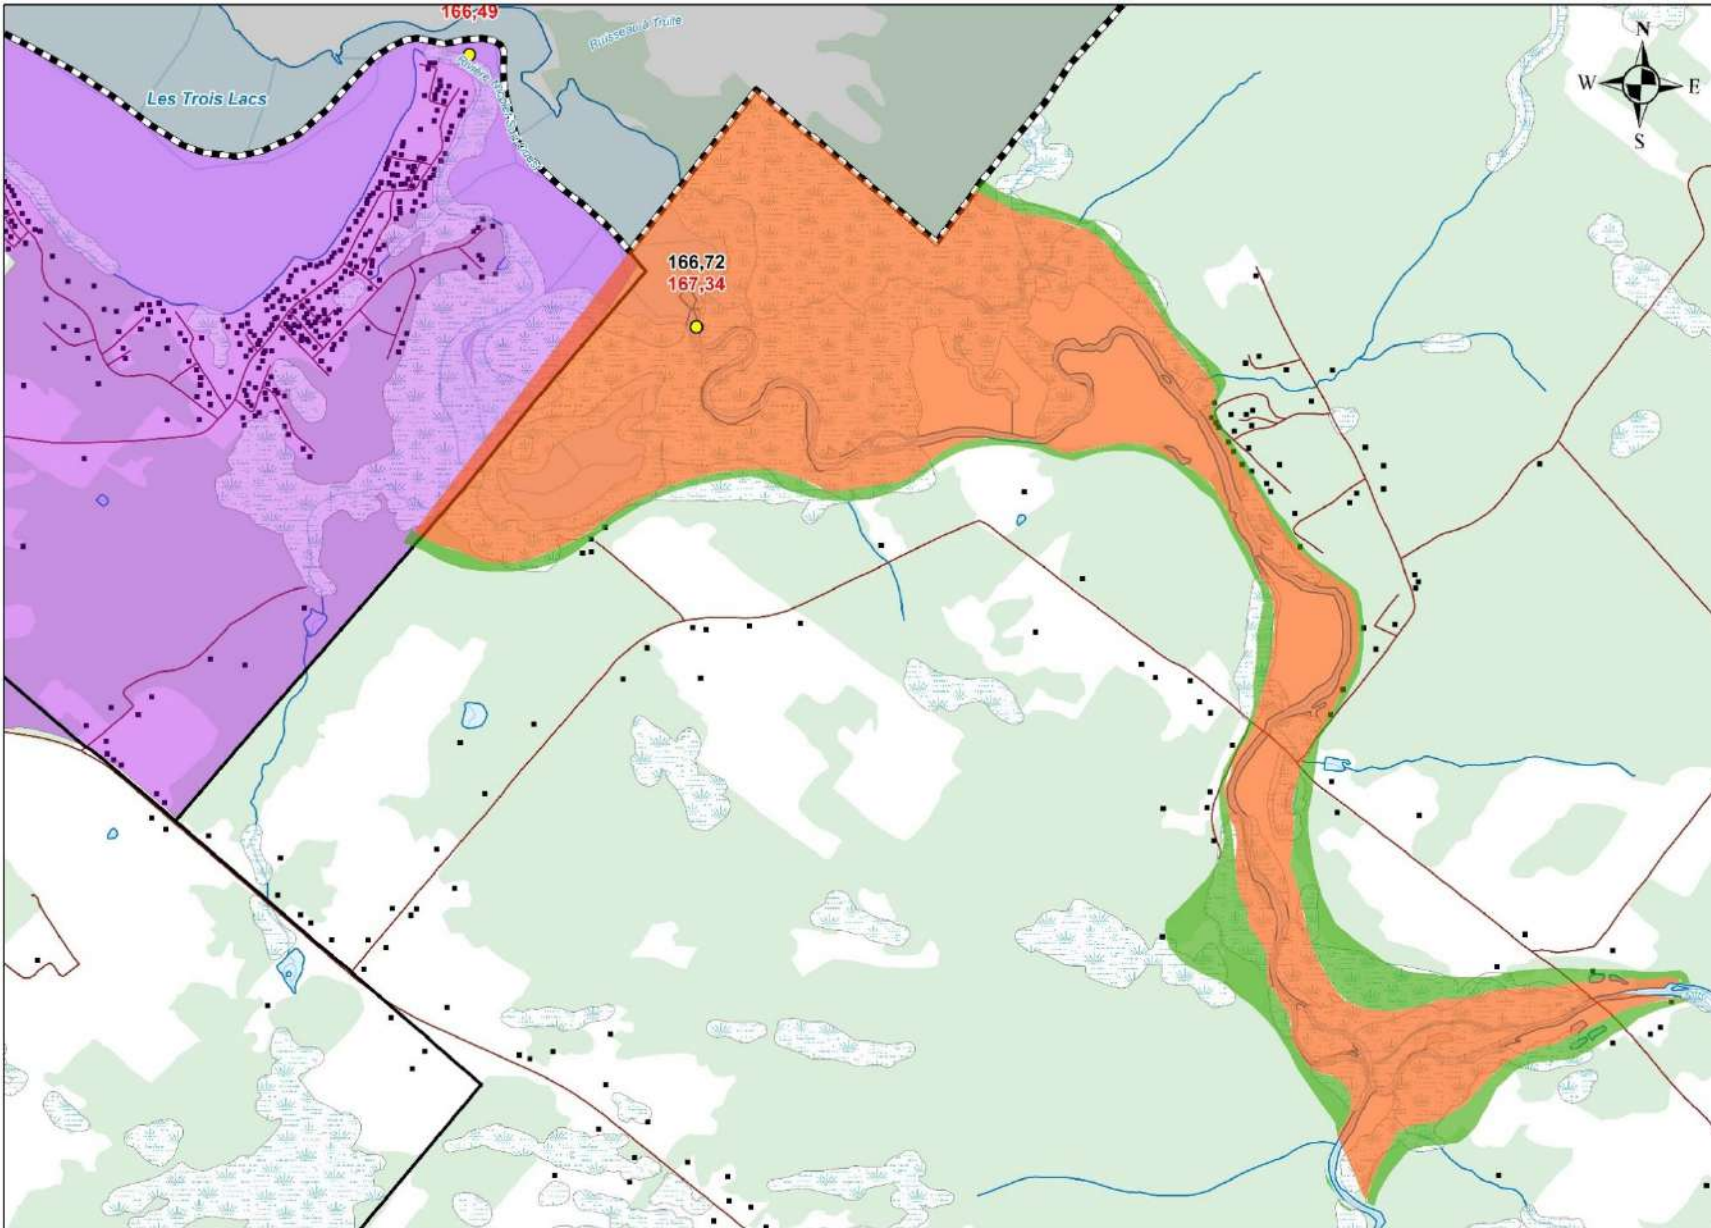 166,49
Ruisseau à Truite
N
W
E
S
Les Trois Lacs
166,72
167,34